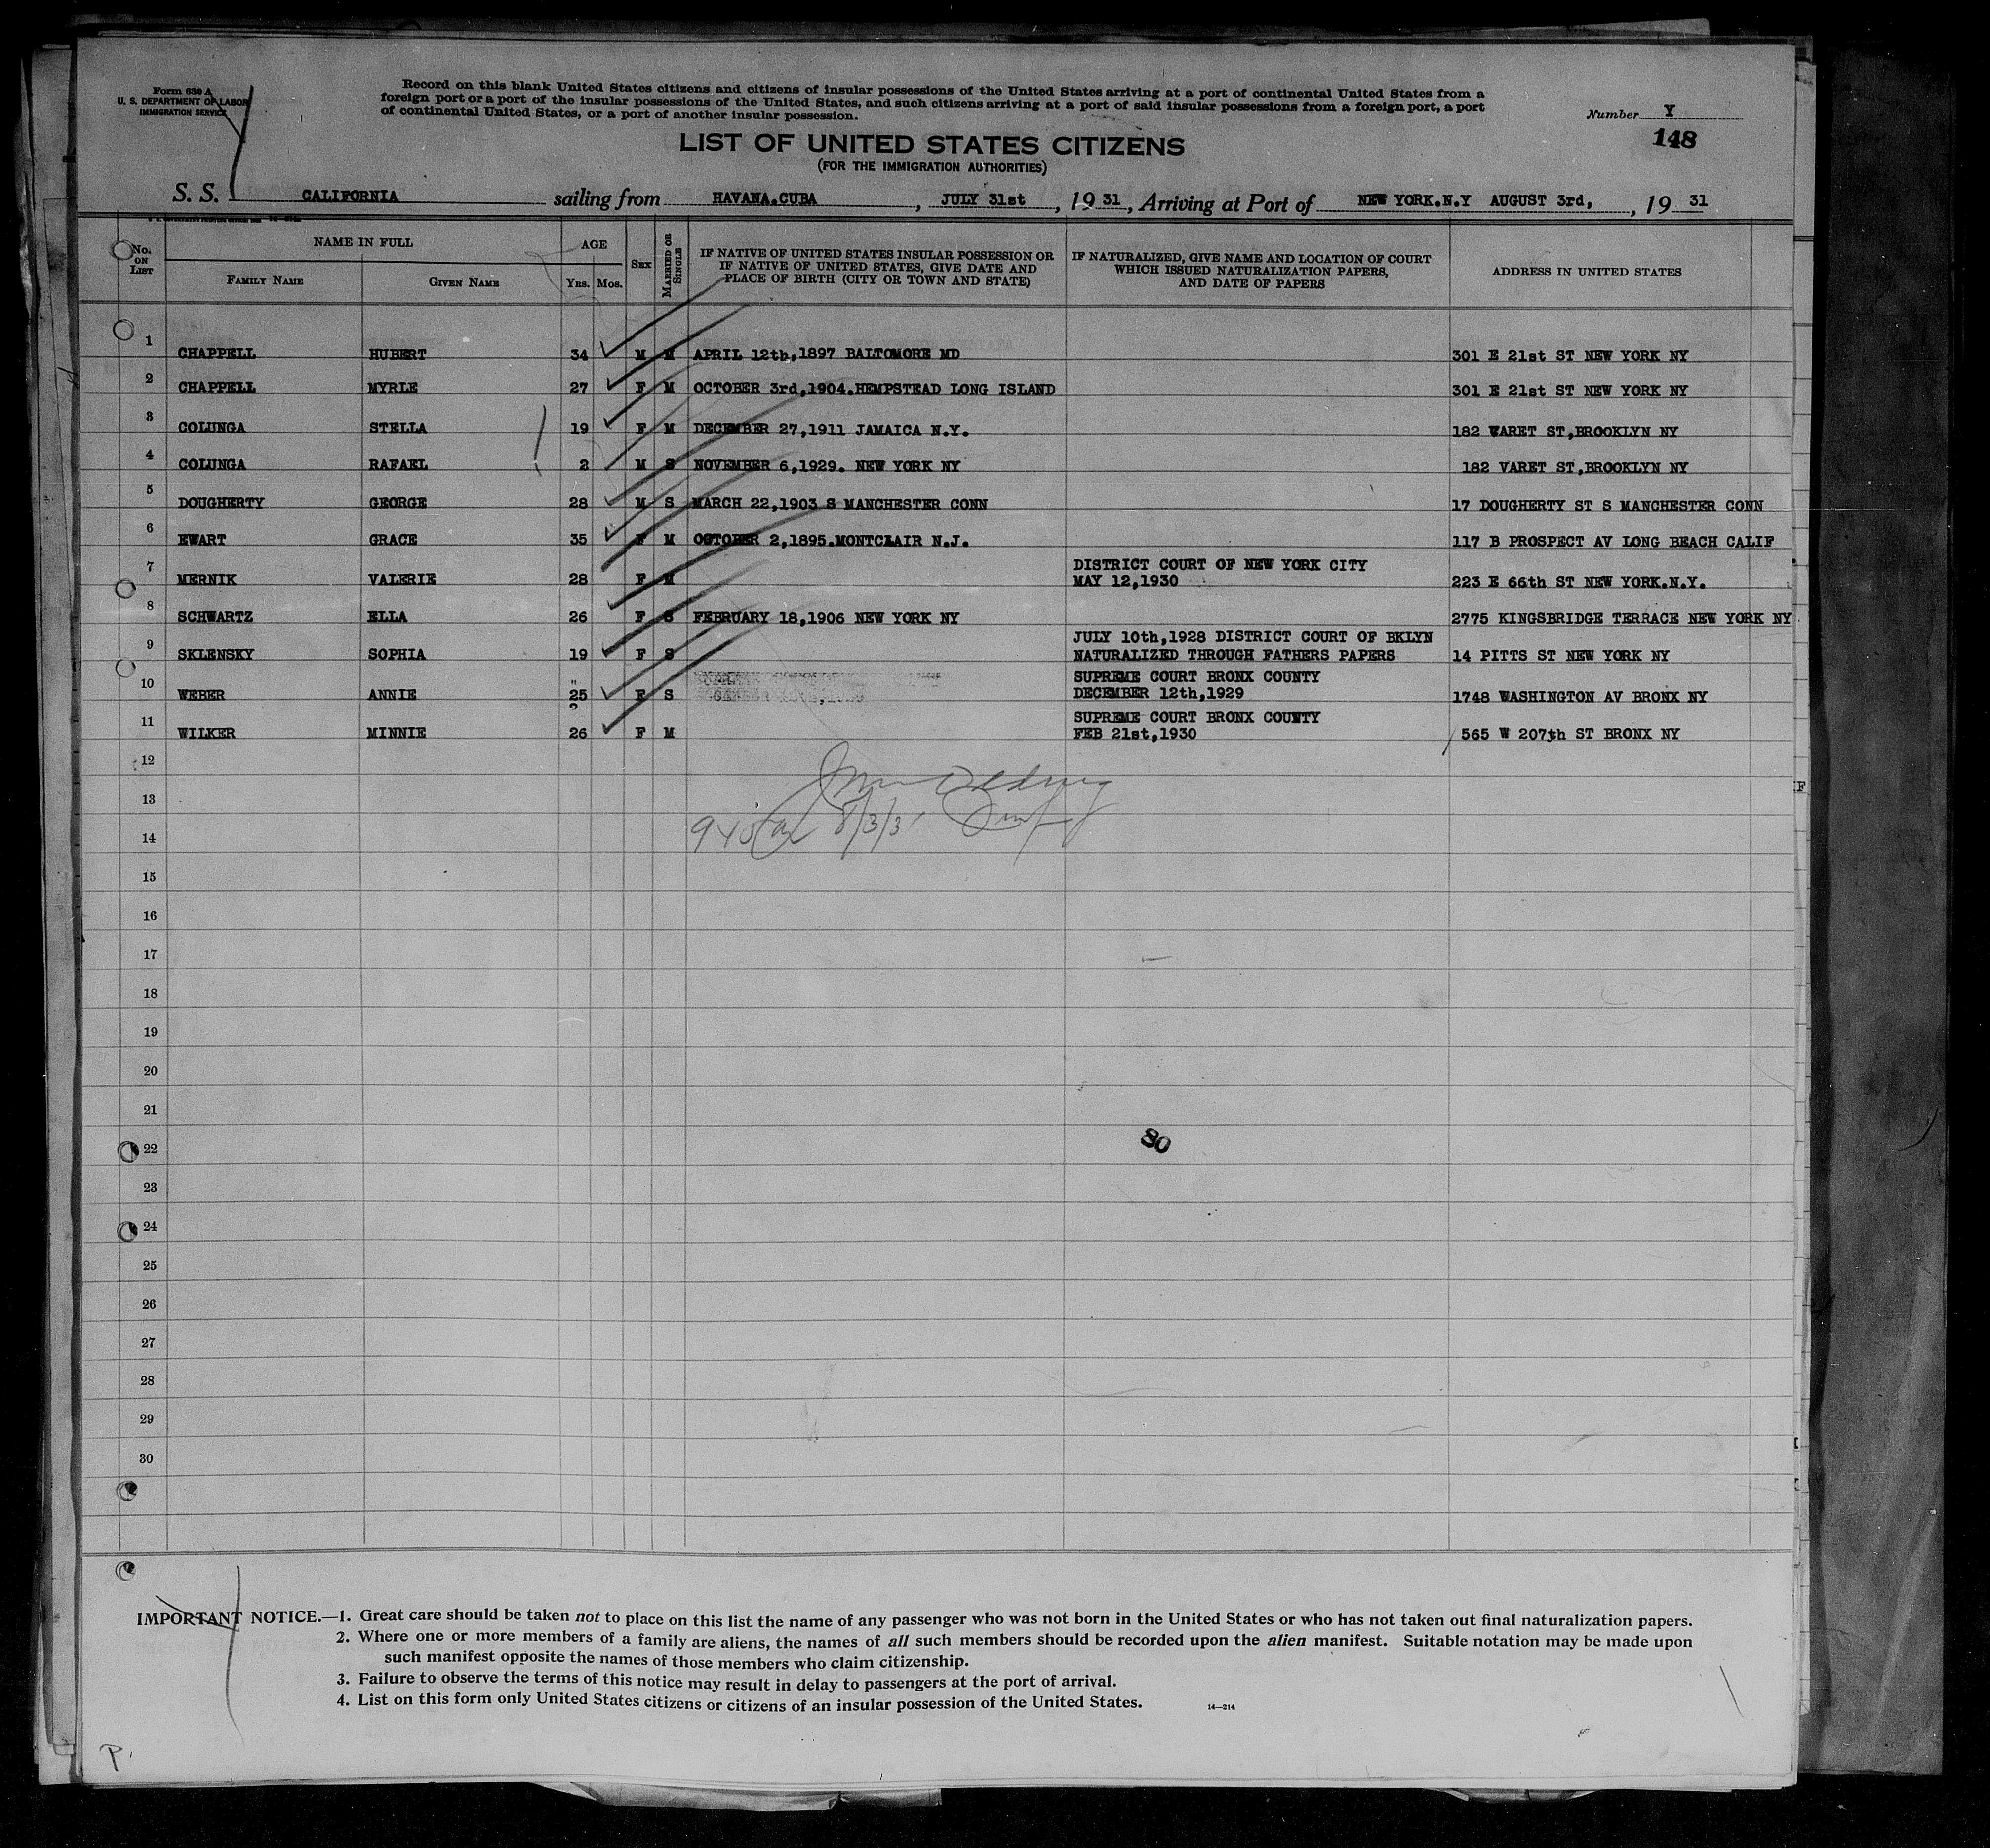 Form 630 A
U. S. DEPARTMENT OF LABOR
IMMIGRATION SERVICE
Record on this blank United States citizens and citizens of insular possessions of the United States arriving at a port of continental United States from a
foreign port or a port of the insular possessions of the United States, and such citizens arriving at a port of said insular possessions from a foreign port, a port
of continental United States, or a port of another insular possession.
Number Y
148
LIST OF UNITED STATES CITIZENS
(FOR THE IMMIGRATION AUTHORITIES)
S. S. CALIFORNIA sailing from HAVANA.CUBA, JULY 31st, 19 31, Arriving at Port of NEW YORK.N.Y AUGUST 3rd, , 19 31
No. ON LIST NAME IN FULL AGE SEX MARRIED OR SINGLE IF NATIVE OF UNITED STATES INSULAR POSSESSION OR IF NATIVE OF UNITED STATES, GIVE DATE AND PLACE OF BIRTH (CITY OR TOWN AND STATE) IF NATURALIZED, GIVE NAME AND LOCATION OF COURT WHICH ISSUED NATURALIZATION PAPERS, AND DATE OF PAPERS ADDRESS IN UNITED STATES
FAMILY NAME GIVEN NAME YRS. MOS.
1 CHAPPELL HUBERT 34 M M APRIL 12th,1897 BALTOMORE MD 301 E 21st ST NEW YORK NY
2 CHAPPELL MYRLE 27 F M OCTOBER 3rd,1904.HEMPSTEAD LONG ISLAND 301 E 21st ST NEW YORK NY
3 COLUNGA STELLA 19 F M DECEMBER 27,1911 JAMAICA N.Y. 182 VARET ST,BROOKLYN NY
4 COLUNGA RAFAEL 2 M S NOVEMBER 6,1929. NEW YORK NY 182 VARET ST,BROOKLYN NY
5 DOUGHERTY GEORGE 28 M S MARCH 22,1903 S MANCHESTER CONN 17 DOUGHERTY ST S MANCHESTER CONN
6 EWART GRACE 35 F M OCTOBER 2,1895.MONTCLAIR N.J. 117 B PROSPECT AV LONG BEACH CALIF
7 MERNIK VALERIE 28 F M DISTRICT COURT OF NEW YORK CITY MAY 12,1930 223 E 66th ST NEW YORK.N.Y.
8 SCHWARTZ ELLA 26 F S FEBRUARY 18,1906 NEW YORK NY 2775 KINGSBRIDGE TERRACE NEW YORK NY
9 SKLENSKY SOPHIA 19 F S JULY 10th,1928 DISTRICT COURT OF BKLYN NATURALIZED THROUGH FATHERS PAPERS 14 PITTS ST NEW YORK NY
10 WEBER ANNIE 25 F S SUPREME COURT BRONX COUNTY DECEMBER 12th,1929 1748 WASHINGTON AV BRONX NY
11 WILKER MINNIE 26 F M SUPREME COURT BRONX COUNTY FEB 21st,1930 565 W 207th ST BRONX NY
12
13
14 8/3/31
15
16
17
18
19
20
21
22 80
23
24
25
26
27
28
29
30
IMPORTANT NOTICE.—1. Great care should be taken not to place on this list the name of any passenger who was not born in the United States or who has not taken out final naturalization papers.
2. Where one or more members of a family are aliens, the names of all such members should be recorded upon the alien manifest. Suitable notation may be made upon
such manifest opposite the names of those members who claim citizenship.
3. Failure to observe the terms of this notice may result in delay to passengers at the port of arrival.
4. List on this form only United States citizens or citizens of an insular possession of the United States.
14—214
P